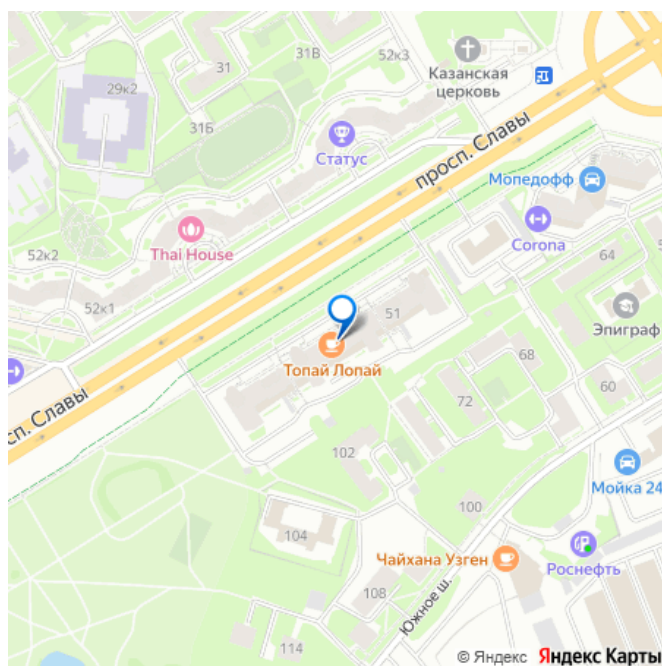 52к3
31В
31
Казанская
церковь
29к2
31Б
Статус
просп. Славы
Мопедофф
Corona
52к2
Thai House
64
52к1
51
Эпиграф
68
Топай Лопай
60
72
сп. Славы
102
Мойка 24
100
104
Чайхана Узген
Роснефть
108
Южное ш.
114
© Яндекс Яндекс Карты